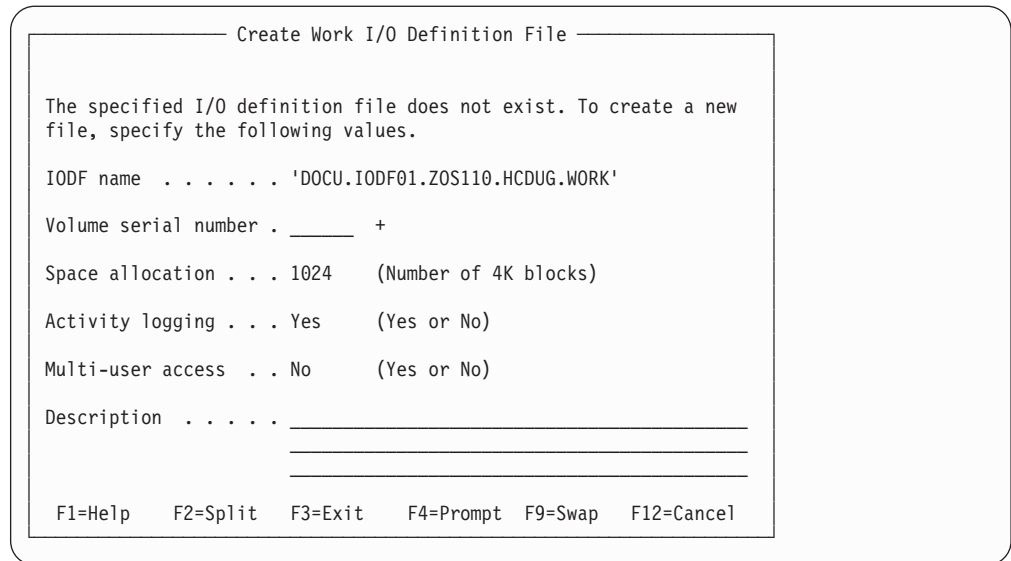 Create Work I/O Definition File
The specified I/O definition file does not exist. To create a new
file, specify the following values.
IODF name . . . . . . 'DOCU.IODF01.ZOS110.HCDUG.WORK'
Volume serial number . ______ +
Space allocation . . . 1024 (Number of 4K blocks)
Activity logging . . . Yes (Yes or No)
Multi-user access . . No (Yes or No)
Description . . . . . ___________________________________________
F1=Help F2=Split F3=Exit F4=Prompt F9=Swap F12=Cancel